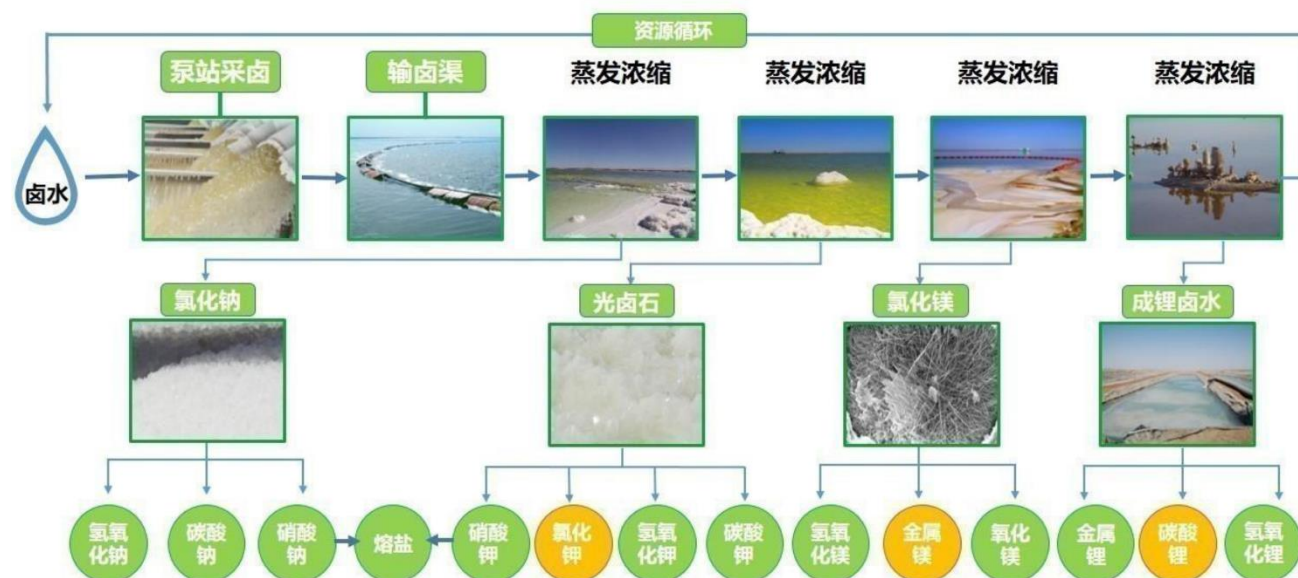 资源循环
泵站采卤
输卤渠
蒸发浓缩
蒸发浓缩
蒸发浓缩
蒸发浓缩
卤水
氯化钠
光卤石
氯化镁
成锂卤水
氢氧
化钠
碳酸
钠
硝酸
钠
熔盐
硝酸
钾
氯化
钾
氢氧
化钾
碳酸
钾
氢氧
化镁
金属
镁
氧化
镁
金属
锂
碳酸
锂
氢氧
化锂